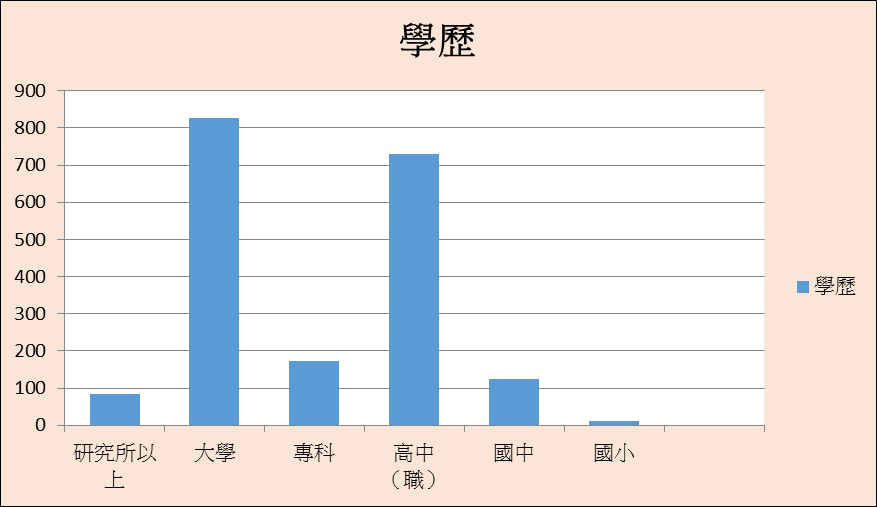 學歷
900
800
700
600
500
400
300
200
100
0
研究所以
上
大學
專科
高中
（職）
國中
國小
學歷